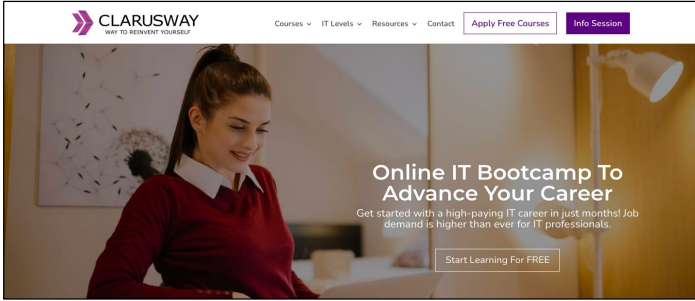 CLARUSWAY
WAY TO REINVENT YOURSELF
Courses IT Levels Resources Contact Apply Free Courses Info Session
Online IT Bootcamp To
Advance Your Career
Get started with a high-paying IT career in just months! Job
demand is higher than ever for IT professionals.
Start Learning For FREE